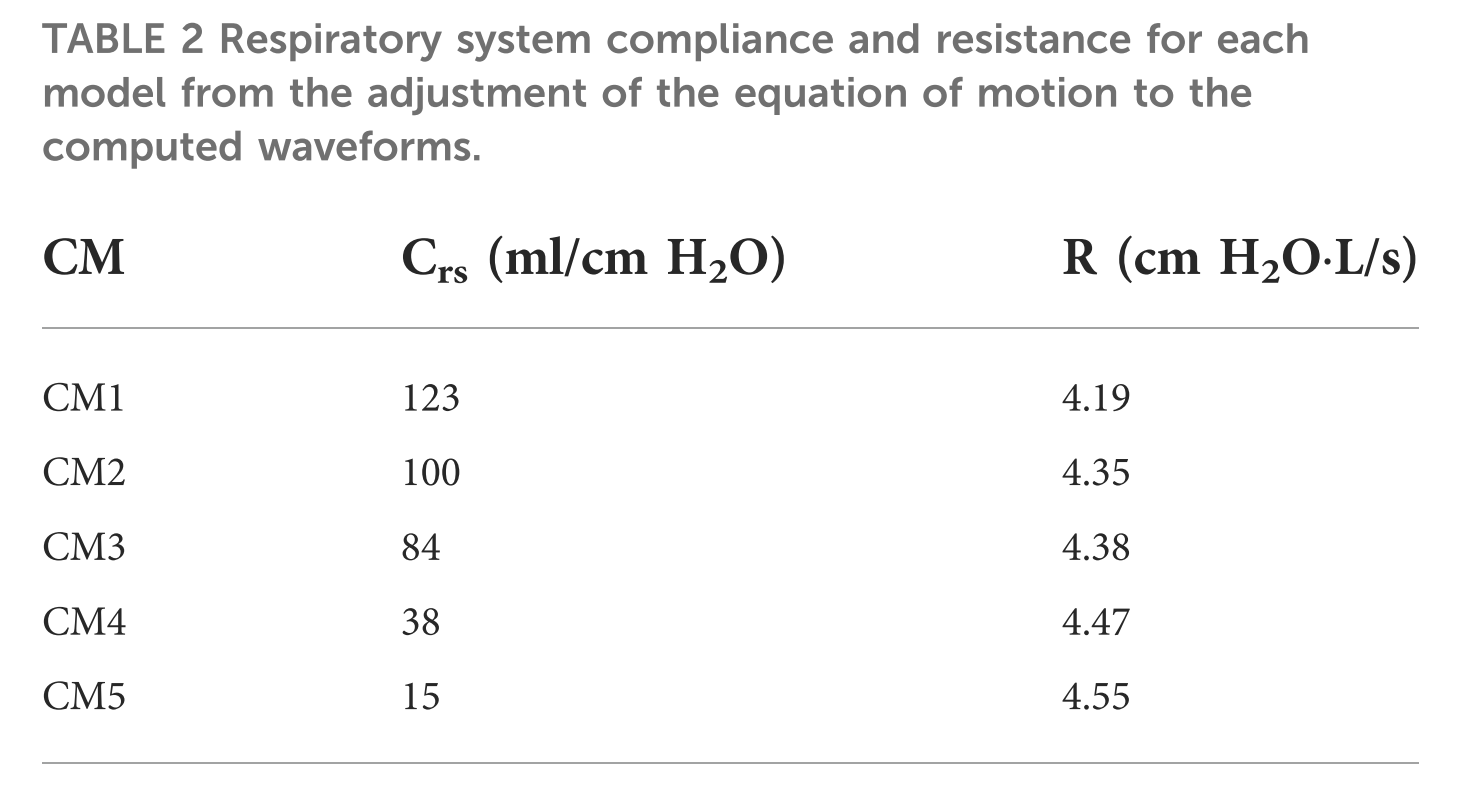 TABLE 2 Respiratory system compliance and resistance for each
model from the adjustment of the equation of motion to the
computed waveforms.
CM C_rs (ml/cm H₂O) R (cm H₂O·L/s)
CM1 123 4.19
CM2 100 4.35
CM3 84 4.38
CM4 38 4.47
CM5 15 4.55